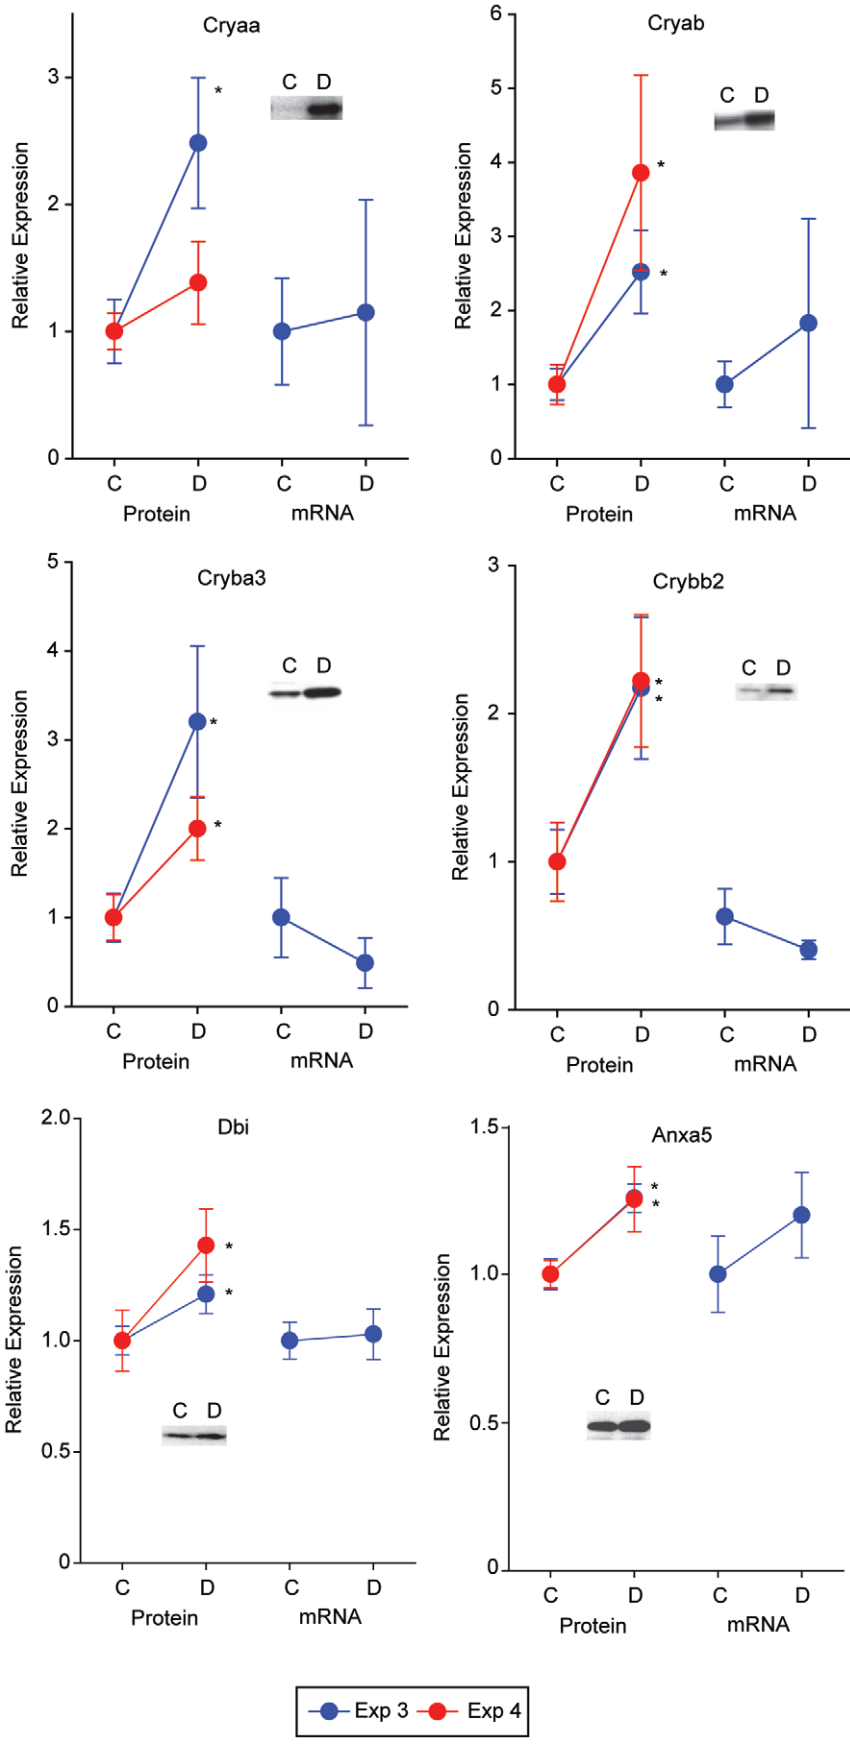 Cryaa
3
2
1
0
Relative Expression
*
C D
C D C D
Protein mRNA
Cryab
6
5
4
3
2
1
0
Relative Expression
*
*
C D
C D C D
Protein mRNA
Cryba3
5
4
3
2
1
0
Relative Expression
*
*
C D
C D C D
Protein mRNA
Crybb2
3
2
1
0
Relative Expression
*
*
C D
C D C D
Protein mRNA
Dbi
2.0
1.5
1.0
0.5
0
Relative Expression
*
*
C D
C D C D
Protein mRNA
Anxa5
1.5
1.0
0.5
0
Relative Expression
*
*
C D
C D C D
Protein mRNA
Exp 3 Exp 4